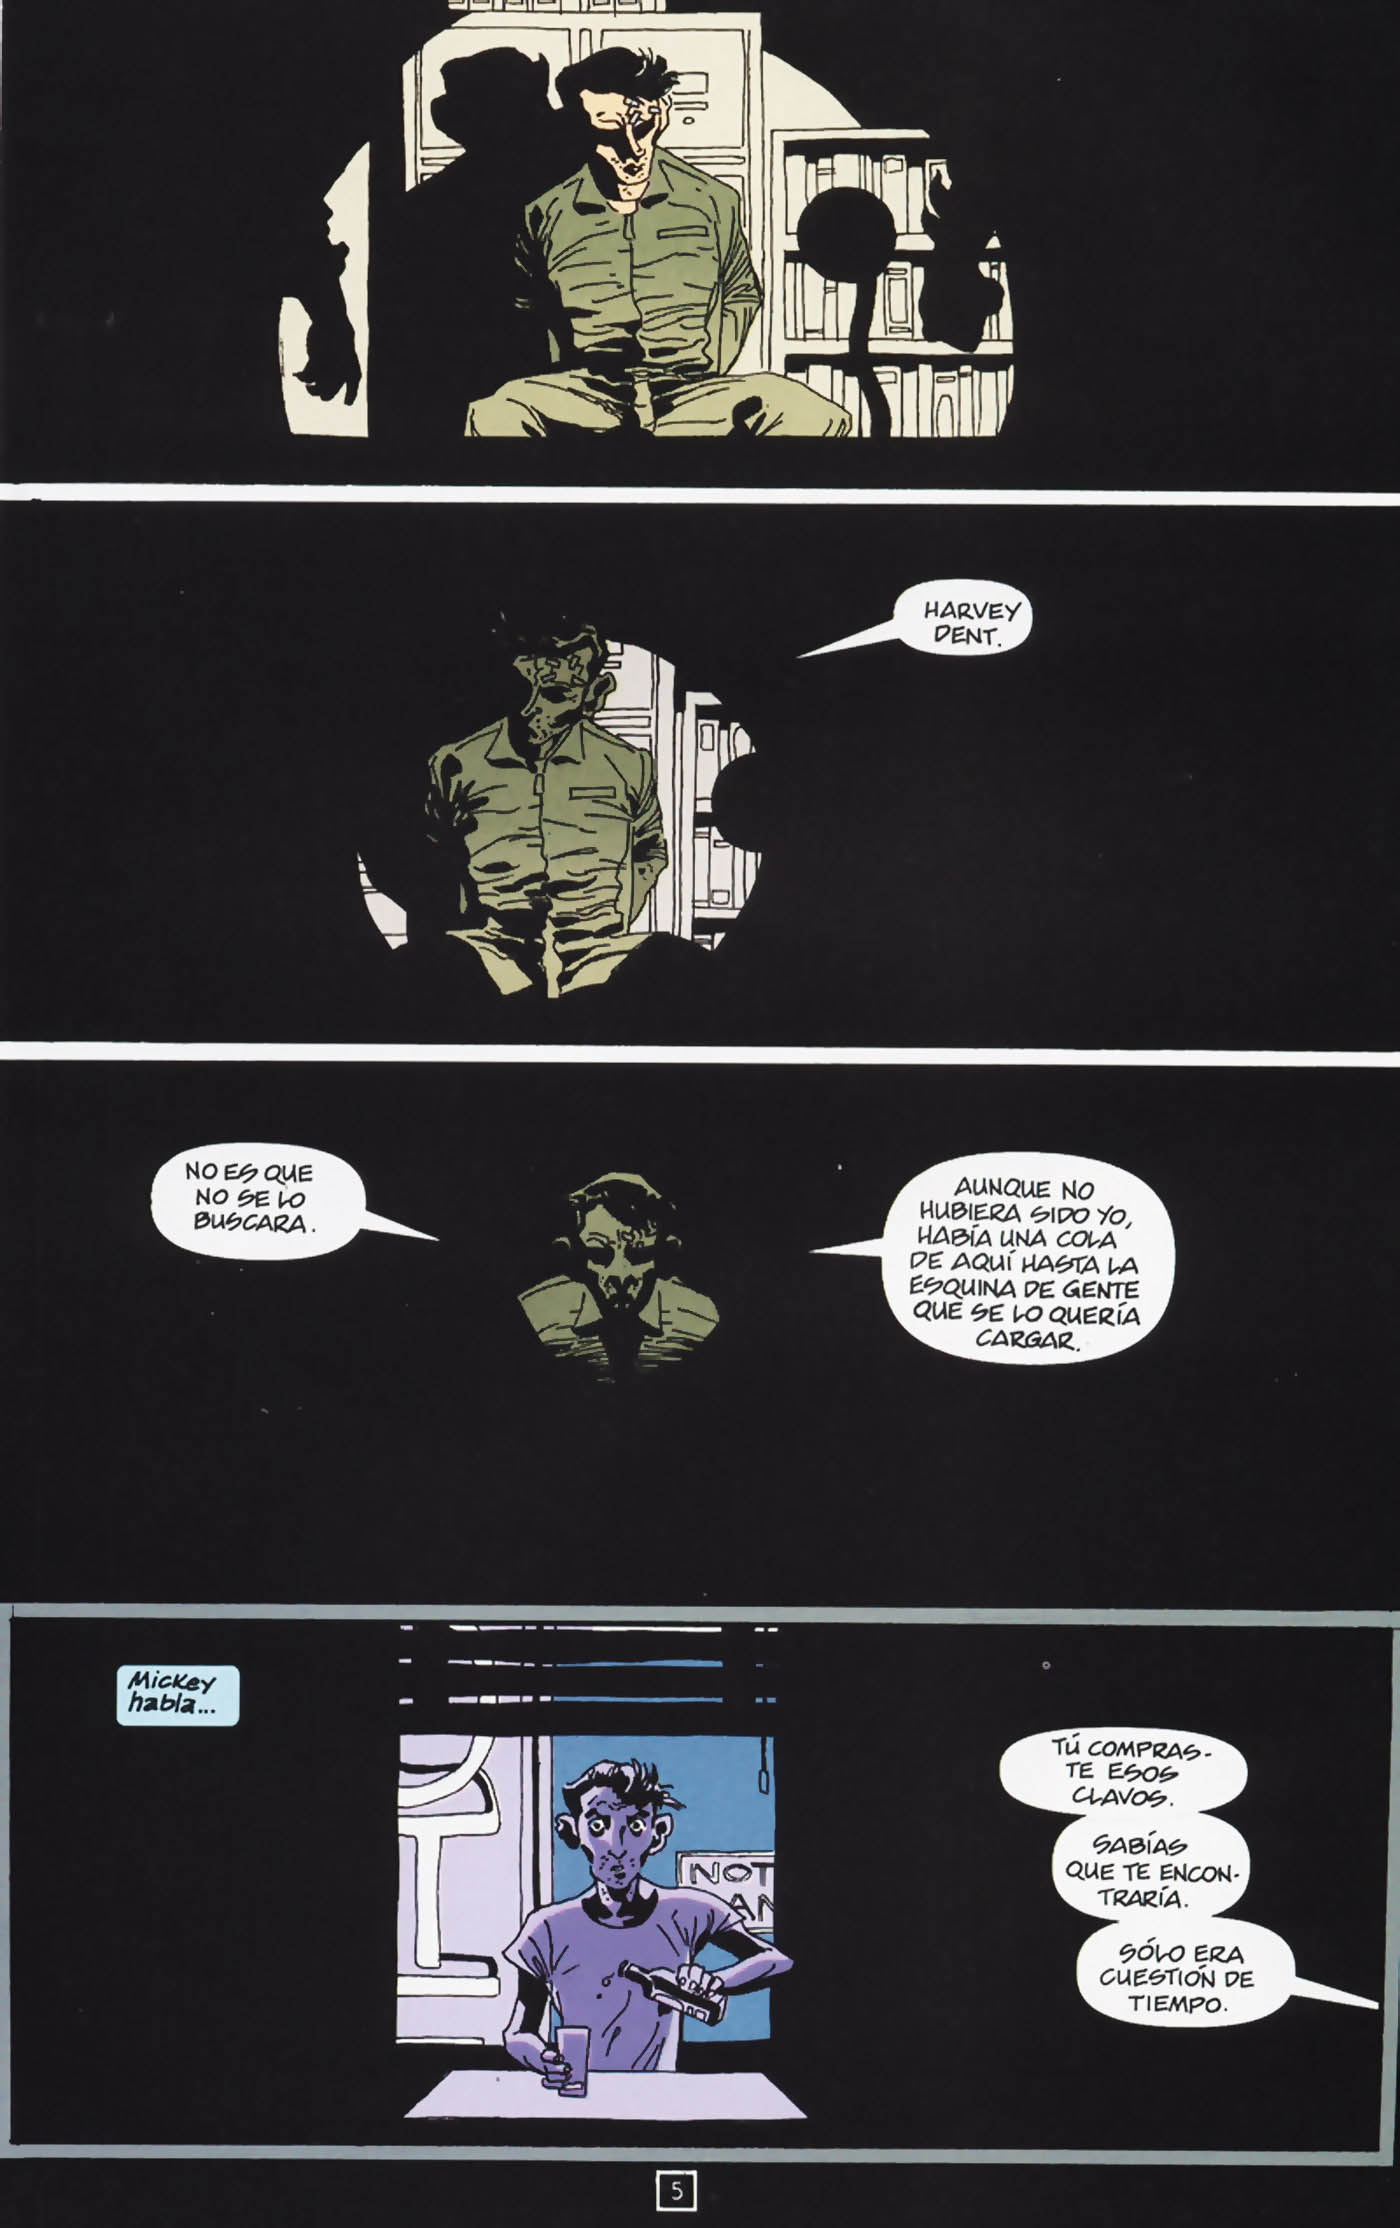 HARVEY
DENT.
NO ES QUE
NO SE LO
BUSCARA.
AUNQUE NO
HUBIERA SIDO YO,
HABÍA UNA COLA
DE AQUÍ HASTA LA
ESQUINA DE GENTE
QUE SE LO QUERÍA
CARGAR.
Mickey
habla...
TÚ COMPRAS-
TE ESOS
CLAVOS.
SABÍAS
QUE TE ENCON-
TRARÍA.
SÓLO ERA
CUESTIÓN DE
TIEMPO.
NOT
AN
5